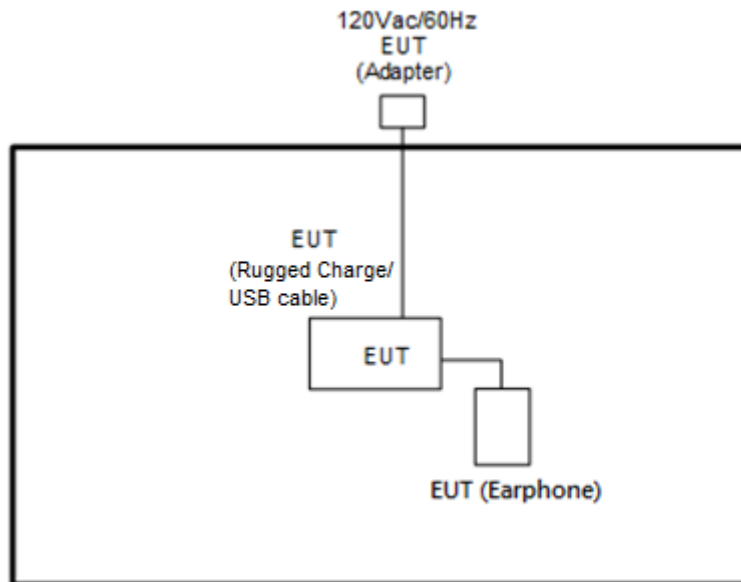 120Vac/60Hz
EUT
(Adapter)
EUT
(Rugged Charge/
USB cable)
EUT
EUT (Earphone)